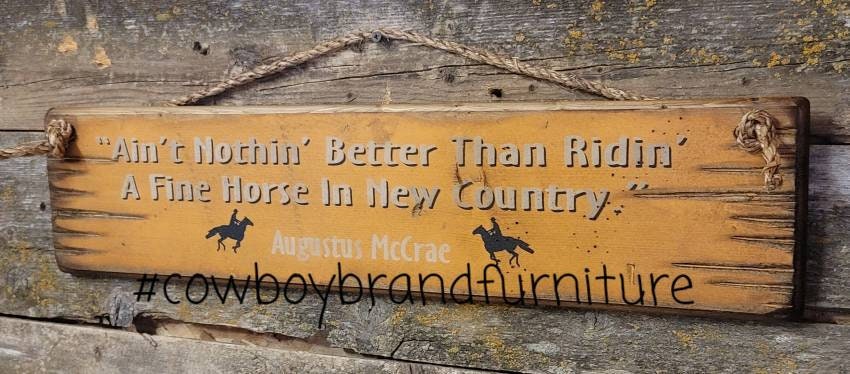 "Ain't Nothin' Better Than Ridin'
A Fine Horse In New Country."
Augustus McCrae
#cowboybrandfurniture